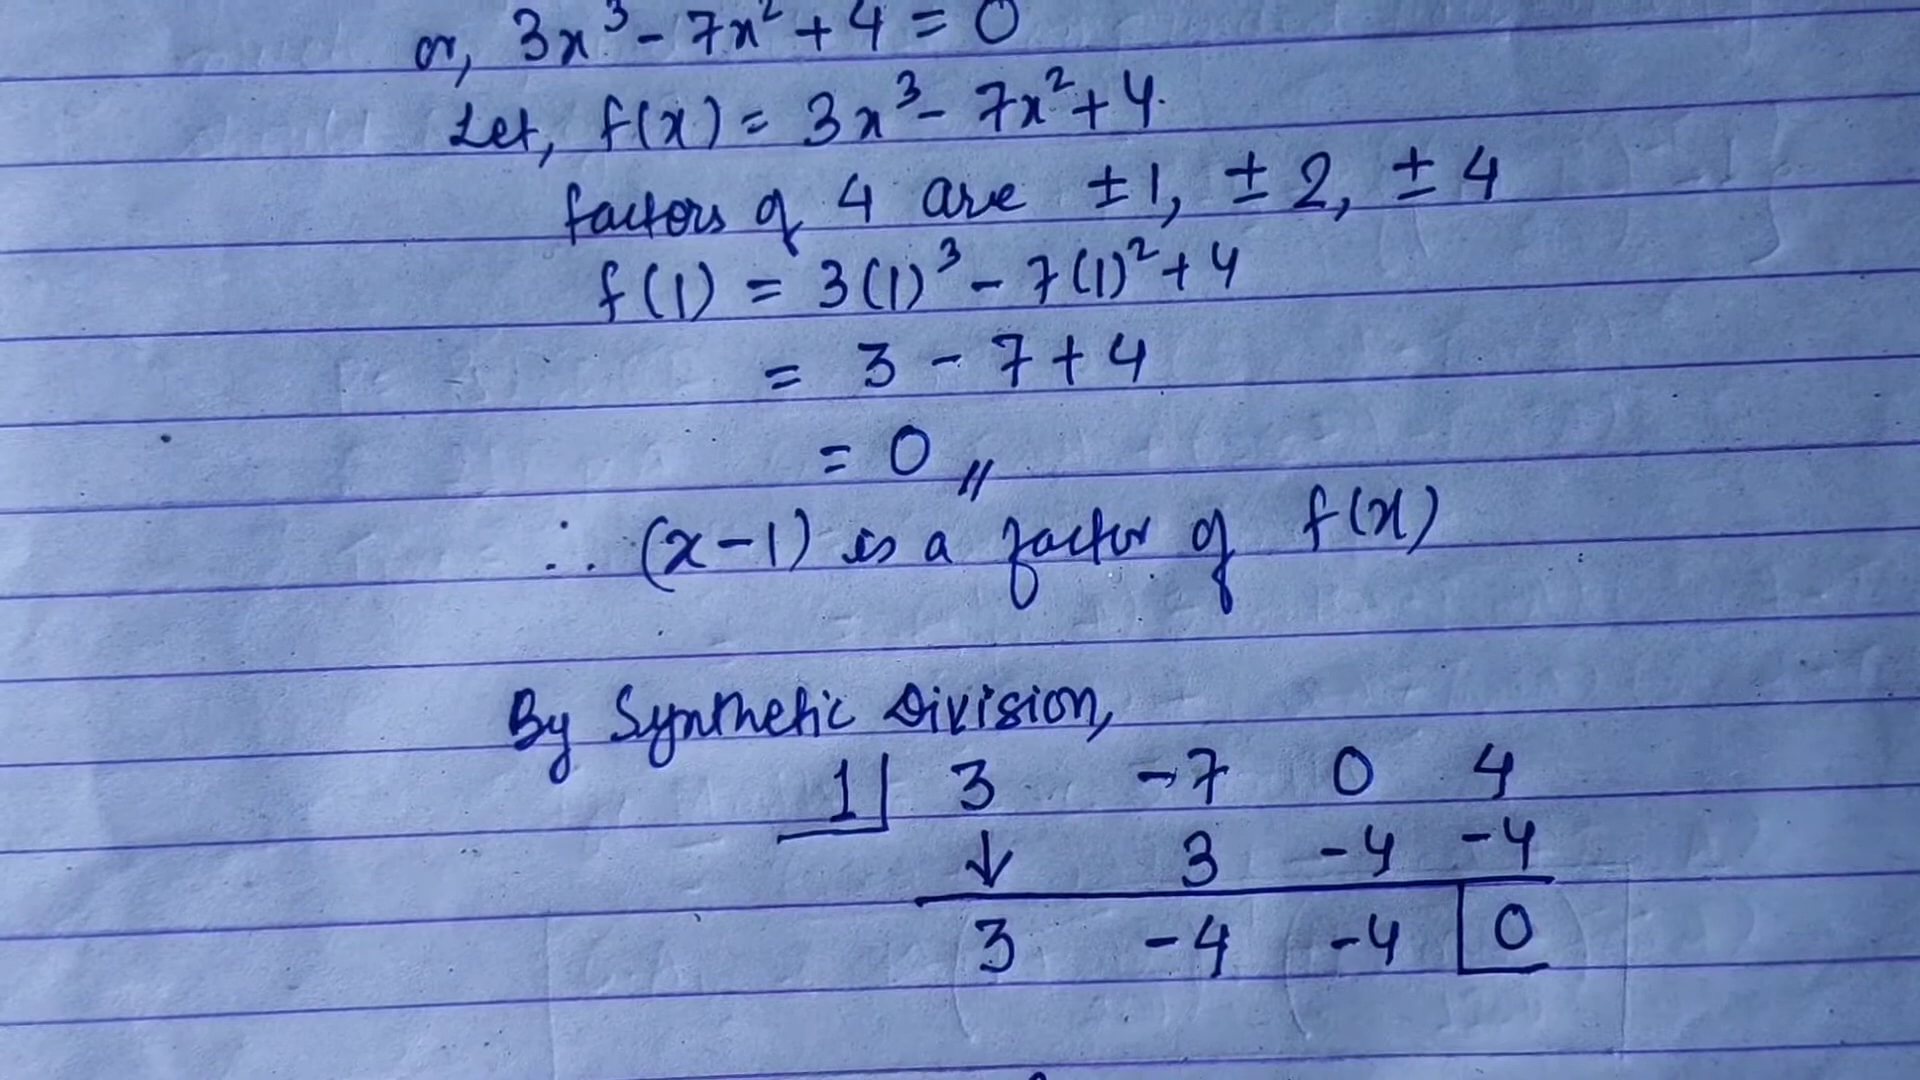 or, 3x³ - 7x² + 4 = 0
Let, f(x) = 3x³ - 7x² + 4.
factors of 4 are ±1, ±2, ±4
f(1) = 3(1)³ - 7(1)² + 4
= 3 - 7 + 4
= 0 //
∴ (x-1) is a factor of f(x)
By Synthetic Division,
1| 3 -7 0 4
↓ 3 -4 -4
3 -4 -4 |0